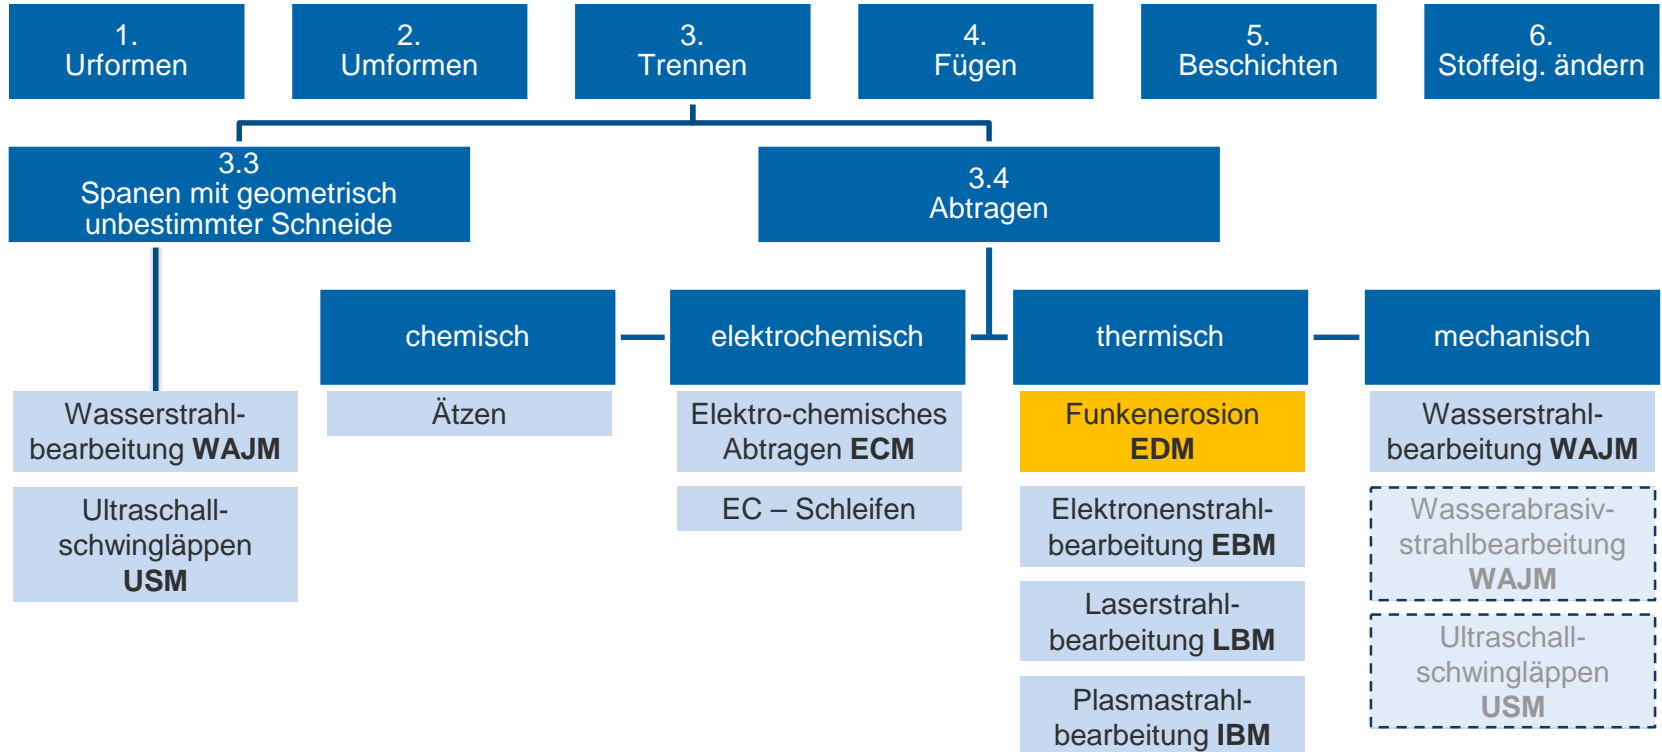 1.
Urformen
2.
Umformen
3.
Trennen
4.
Fügen
5.
Beschichten
6.
Stoffeig. ändern
3.3
Spanen mit geometrisch
unbestimmter Schneide
3.4
Abtragen
chemisch
elektrochemisch
thermisch
mechanisch
Wasserstrahl-
bearbeitung WAJM
Ultraschall-
schwingläppen
USM
Ätzen
Elektro-chemisches
Abtragen ECM
EC – Schleifen
Funkenerosion
EDM
Elektronenstrahl-
bearbeitung EBM
Laserstrahl-
bearbeitung LBM
Plasmastrahl-
bearbeitung IBM
Wasserstrahl-
bearbeitung WAJM
Wasserabrasiv-
strahlbearbeitung
WAJM
Ultraschall-
schwingläppen
USM